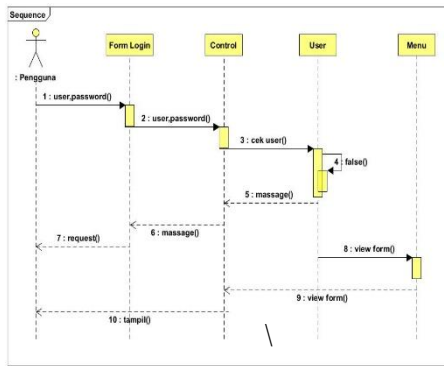 Sequence
Form Login
Control
User
Menu
: Pengguna
1 : user,password()
2 : user,password()
3 : cek user()
4 : false()
5 : massage()
6 : massage()
7 : request()
8 : view form()
9 : view form()
10 : tampil()